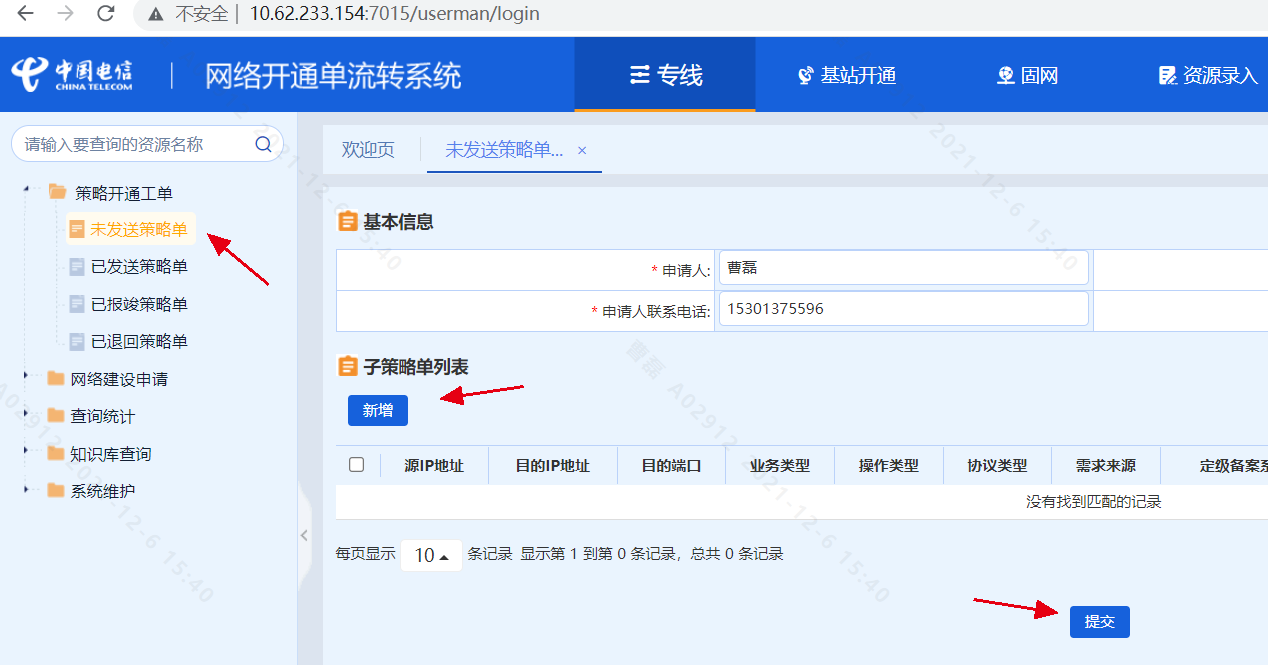 不安全 | 10.62.233.154:7015/userman/login
中国电信 CHINA TELECOM
网络开通单流转系统
专线
基站开通
固网
资源录入
请输入要查询的资源名称
策略开通工单
未发送策略单
已发送策略单
已报竣策略单
已退回策略单
网络建设申请
查询统计
知识库查询
系统维护
欢迎页
未发送策略单... ×
基本信息
* 申请人: 曹磊
* 申请人联系电话: 15301375596
子策略单列表
新增
源IP地址 目的IP地址 目的端口 业务类型 操作类型 协议类型 需求来源 定级备案系
没有找到匹配的记录
每页显示 10 条记录 显示第 1 到第 0 条记录，总共 0 条记录
提交
曹磊 A02912 2021-12-6 15:40